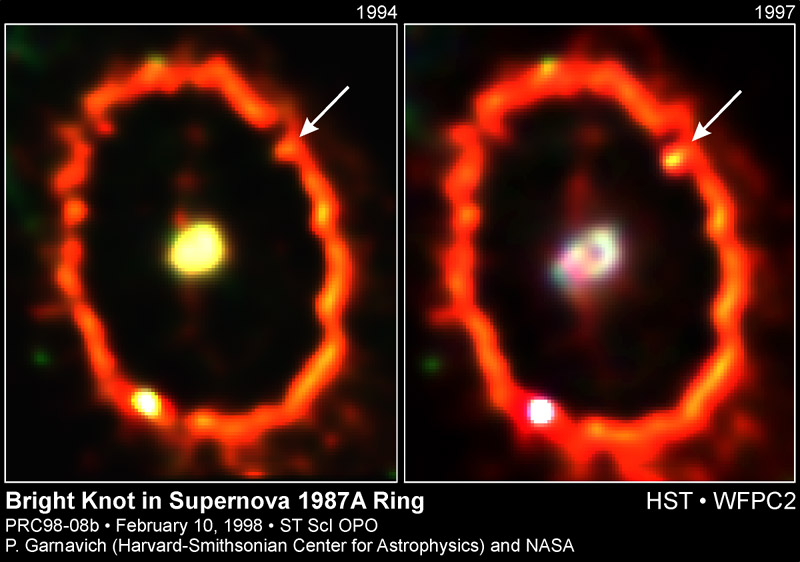 1994
1997
Bright Knot in Supernova 1987A Ring
HST • WFPC2
PRC98-08b • February 10, 1998 • ST ScI OPO
P. Garnavich (Harvard-Smithsonian Center for Astrophysics) and NASA